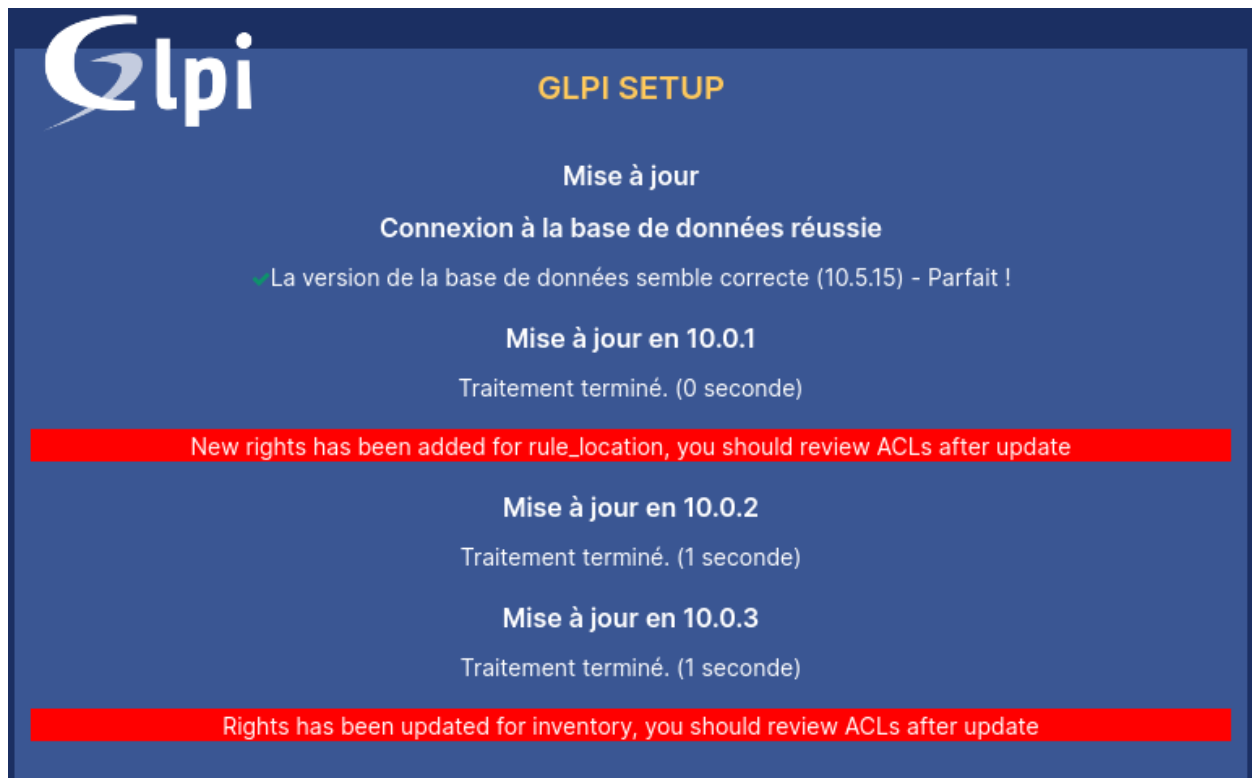 Glpi
GLPI SETUP
Mise à jour
Connexion à la base de données réussie
La version de la base de données semble correcte (10.5.15) - Parfait !
Mise à jour en 10.0.1
Traitement terminé. (0 seconde)
New rights has been added for rule_location, you should review ACLs after update
Mise à jour en 10.0.2
Traitement terminé. (1 seconde)
Mise à jour en 10.0.3
Traitement terminé. (1 seconde)
Rights has been updated for inventory, you should review ACLs after update